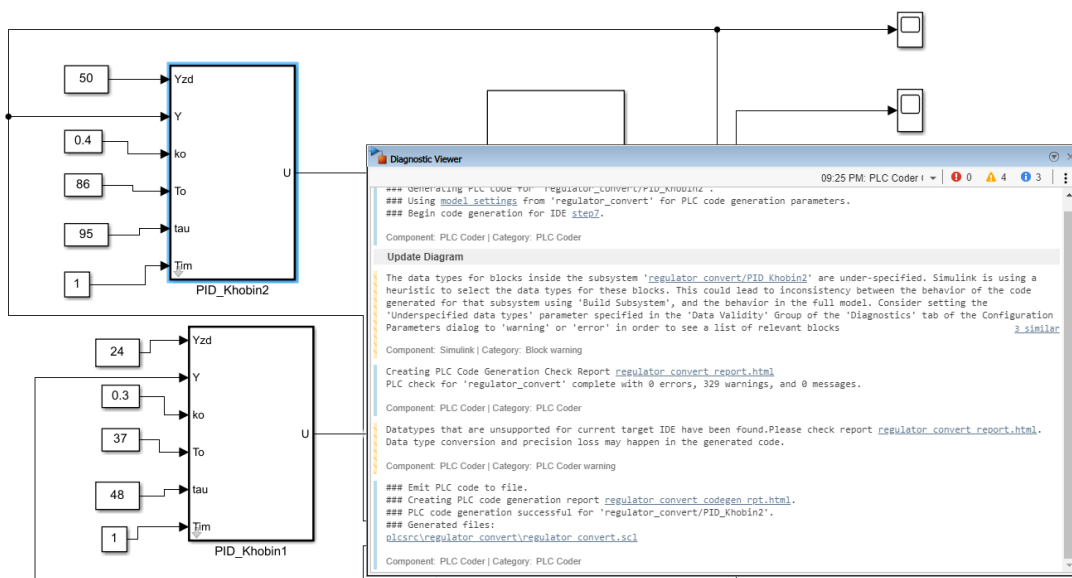 50
Yzd
Y
0.4
ko
U
86
To
95
tau
1
Tim
PID_Khobin2
24
Yzd
Y
0.3
ko
U
37
To
48
tau
1
Tim
PID_Khobin1
Diagnostic Viewer
09:25 PM: PLC Coder
0
4
3
### Generating PLC code for 'regulator_convert/PID_Khobin2'.
### Using model settings from 'regulator_convert' for PLC code generation parameters.
### Begin code generation for IDE step7.
Component: PLC Coder | Category: PLC Coder
Update Diagram
The data types for blocks inside the subsystem 'regulator_convert/PID_Khobin2' are under-specified. Simulink is using a
heuristic to select the data types for these blocks. This could lead to inconsistency between the behavior of the code
generated for that subsystem using 'Build Subsystem', and the behavior in the full model. Consider setting the
'Underspecified data types' parameter specified in the 'Data Validity' Group of the 'Diagnostics' tab of the Configuration
Parameters dialog to 'warning' or 'error' in order to see a list of relevant blocks
3 similar
Component: Simulink | Category: Block warning
Creating PLC Code Generation Check Report regulator_convert_report.html
PLC check for 'regulator_convert' complete with 0 errors, 329 warnings, and 0 messages.
Component: PLC Coder | Category: PLC Coder
Datatypes that are unsupported for current target IDE have been found.Please check report regulator_convert_report.html.
Data type conversion and precision loss may happen in the generated code.
Component: PLC Coder | Category: PLC Coder warning
### Emit PLC code to file.
### Creating PLC code generation report regulator_convert_codegen_rpt.html.
### PLC code generation successful for 'regulator_convert/PID_Khobin2'.
### Generated files:
plcsrc\regulator_convert\regulator_convert.scl
Component: PLC Coder | Category: PLC Coder